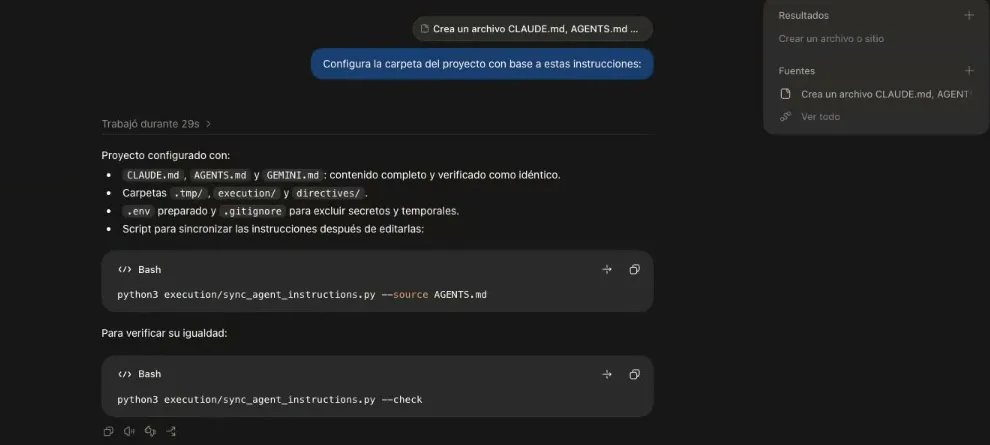 Crea un archivo CLAUDE.md, AGENTS.md ...
Configura la carpeta del proyecto con base a estas instrucciones:
Trabajó durante 29s
Proyecto configurado con:
CLAUDE.md, AGENTS.md y GEMINI.md: contenido completo y verificado como idéntico.
Carpetas .tmp/, execution/ y directives/.
.env preparado y .gitignore para excluir secretos y temporales.
Script para sincronizar las instrucciones después de editarlas:
Bash
python3 execution/sync_agent_instructions.py --source AGENTS.md
Para verificar su igualdad:
Bash
python3 execution/sync_agent_instructions.py --check
Resultados
Crear un archivo o sitio
Fuentes
Crea un archivo CLAUDE.md, AGENT
Ver todo